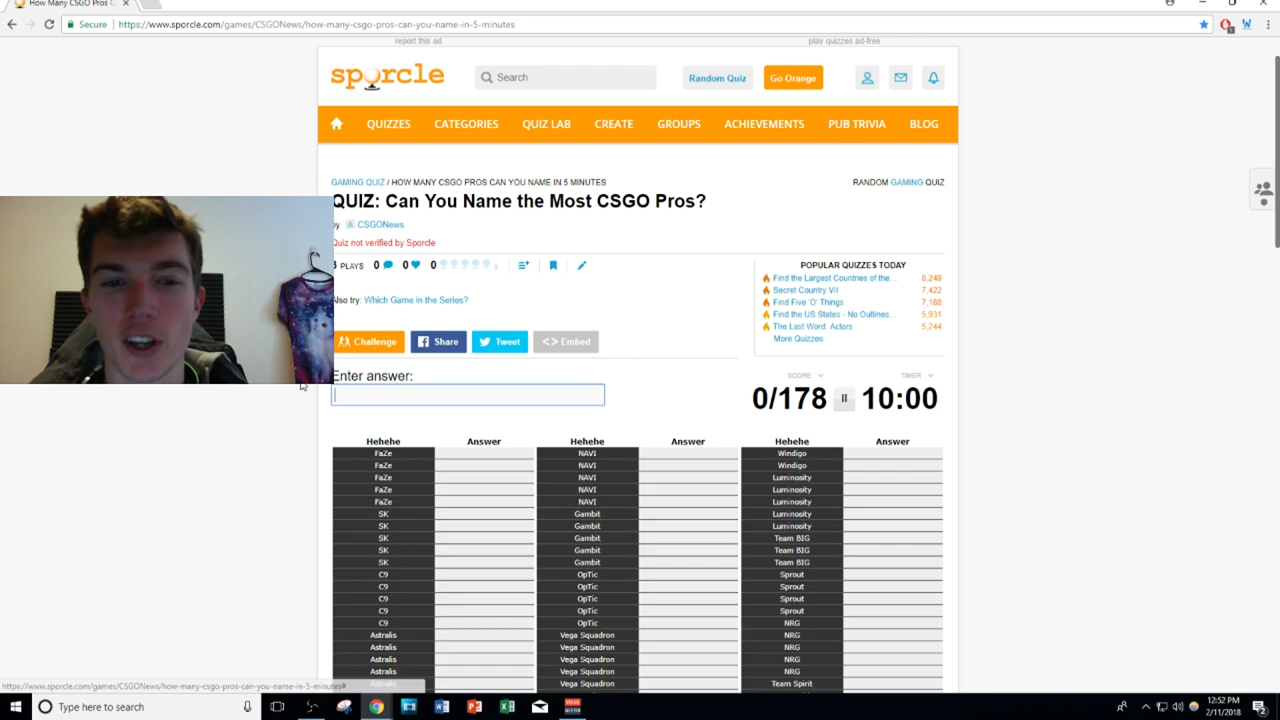 How Many CSGO Pros C
Secure
https://www.sporcle.com/games/CSGONews/how-many-csgo-pros-can-you-name-in-5-minutes
report this ad
play quizzes ad-free
sporcle
Search
Random Quiz
Go Orange
QUIZZES
CATEGORIES
QUIZ LAB
CREATE
GROUPS
ACHIEVEMENTS
PUB TRIVIA
BLOG
GAMING QUIZ / HOW MANY CSGO PROS CAN YOU NAME IN 5 MINUTES
RANDOM GAMING QUIZ
QUIZ: Can You Name the Most CSGO Pros?
by CSGONews
Quiz not verified by Sporcle
PLAYS 0 0 0
POPULAR QUIZZES TODAY
Find the Largest Countries of the... 8,249
Secret Country VII 7,422
Find Five 'O' Things 7,188
Find the US States - No Outlines... 5,931
The Last Word: Actors 5,244
More Quizzes
Also try: Which Game in the Series?
Challenge
Share
Tweet
<> Embed
Enter answer:
SCORE
TIMER
0/178
10:00
Hehehe Answer Hehehe Answer Hehehe Answer
FaZe NAVI Windigo
FaZe NAVI Windigo
FaZe NAVI Luminosity
FaZe NAVI Luminosity
FaZe NAVI Luminosity
SK Gambit Luminosity
SK Gambit Luminosity
SK Gambit Team BIG
SK Gambit Team BIG
SK Gambit Team BIG
C9 OpTic Sprout
C9 OpTic Sprout
C9 OpTic Sprout
C9 OpTic Sprout
C9 OpTic NRG
Astralis Vega Squadron NRG
Astralis Vega Squadron NRG
Astralis Vega Squadron NRG
Astralis Vega Squadron NRG
Astralis Vega Squadron Team Spirit
https://www.sporcle.com/games/CSGONews/how-many-csgo-pros-can-you-name-in-5-minutes#
Type here to search
12:52 PM
2/11/2018